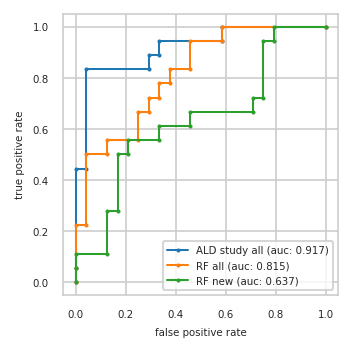 1.0
0.8
0.6
0.4
0.2
0.0
true positive rate
0.0 0.2 0.4 0.6 0.8 1.0
false positive rate
ALD study all (auc: 0.917)
RF all (auc: 0.815)
RF new (auc: 0.637)